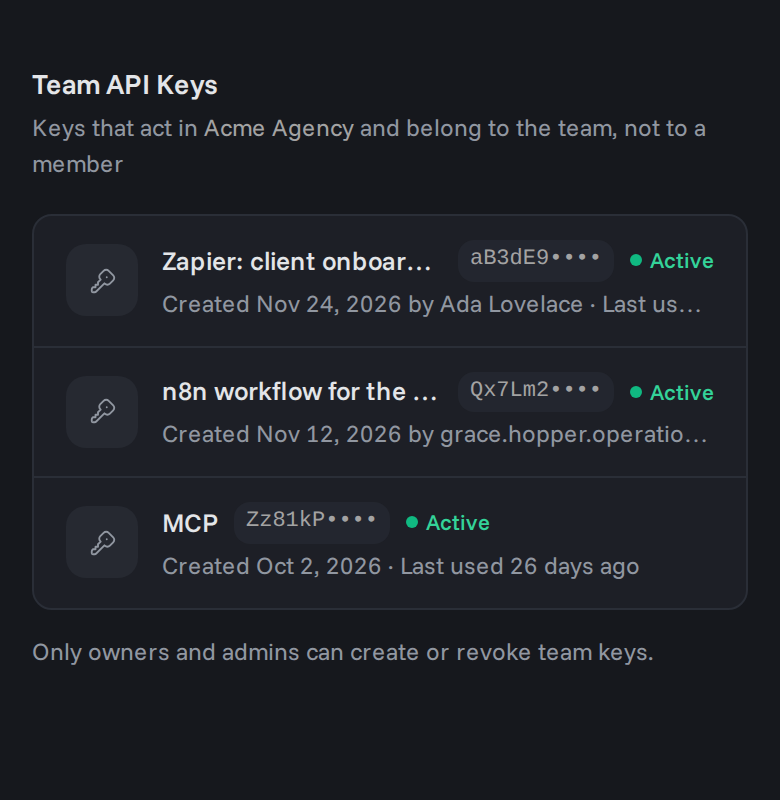 Team API Keys
Keys that act in Acme Agency and belong to the team, not to a
member
Zapier: client onboar… aB3dE9•••• Active
Created Nov 24, 2026 by Ada Lovelace · Last us…
n8n workflow for the … Qx7Lm2•••• Active
Created Nov 12, 2026 by grace.hopper.operatio…
MCP Zz81kP•••• Active
Created Oct 2, 2026 · Last used 26 days ago
Only owners and admins can create or revoke team keys.